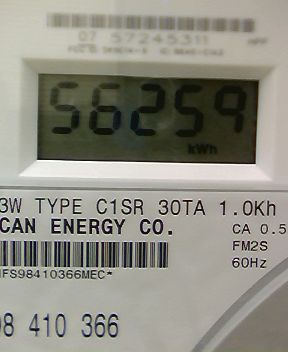 07 57245311
56259
kWh
3W TYPE C1SR 30TA 1.0Kh
CAN ENERGY CO.
CA 0.5
FM2S
60Hz
IFS98410366MEC*
98 410 366